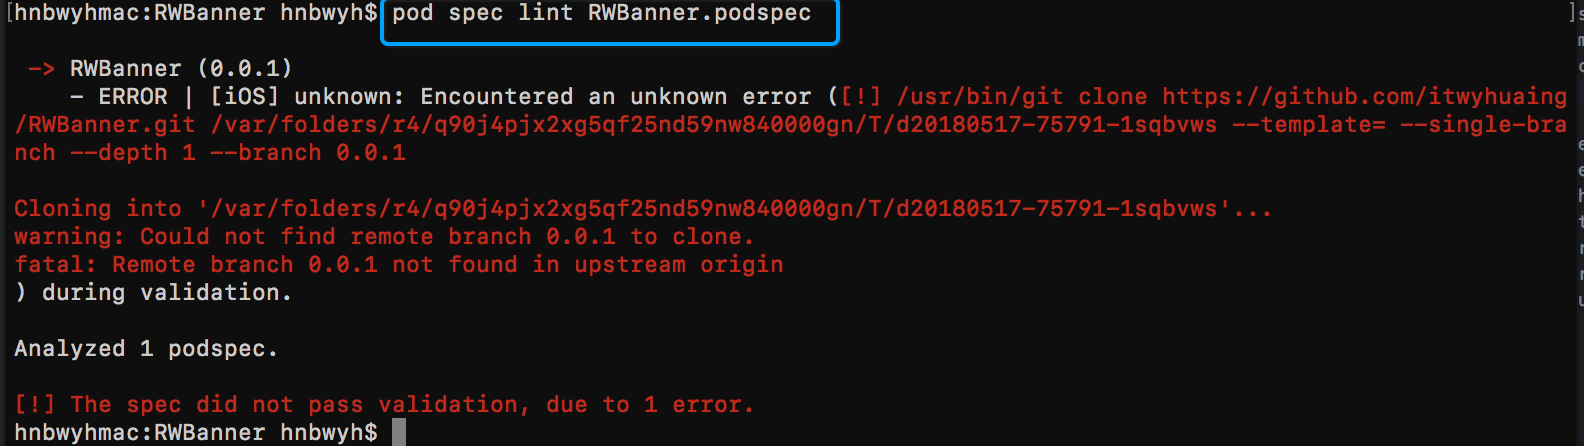 [hnbwyhmac:RWBanner hnbwyh$ pod spec lint RWBanner.podspec ]
-> RWBanner (0.0.1)
- ERROR | [iOS] unknown: Encountered an unknown error ([!] /usr/bin/git clone https://github.com/itwyhuaing
/RWBanner.git /var/folders/r4/q90j4pjx2xg5qf25nd59nw840000gn/T/d20180517-75791-1sqbvws --template= --single-bra
nch --depth 1 --branch 0.0.1
Cloning into '/var/folders/r4/q90j4pjx2xg5qf25nd59nw840000gn/T/d20180517-75791-1sqbvws'...
warning: Could not find remote branch 0.0.1 to clone.
fatal: Remote branch 0.0.1 not found in upstream origin
) during validation.
Analyzed 1 podspec.
[!] The spec did not pass validation, due to 1 error.
hnbwyhmac:RWBanner hnbwyh$